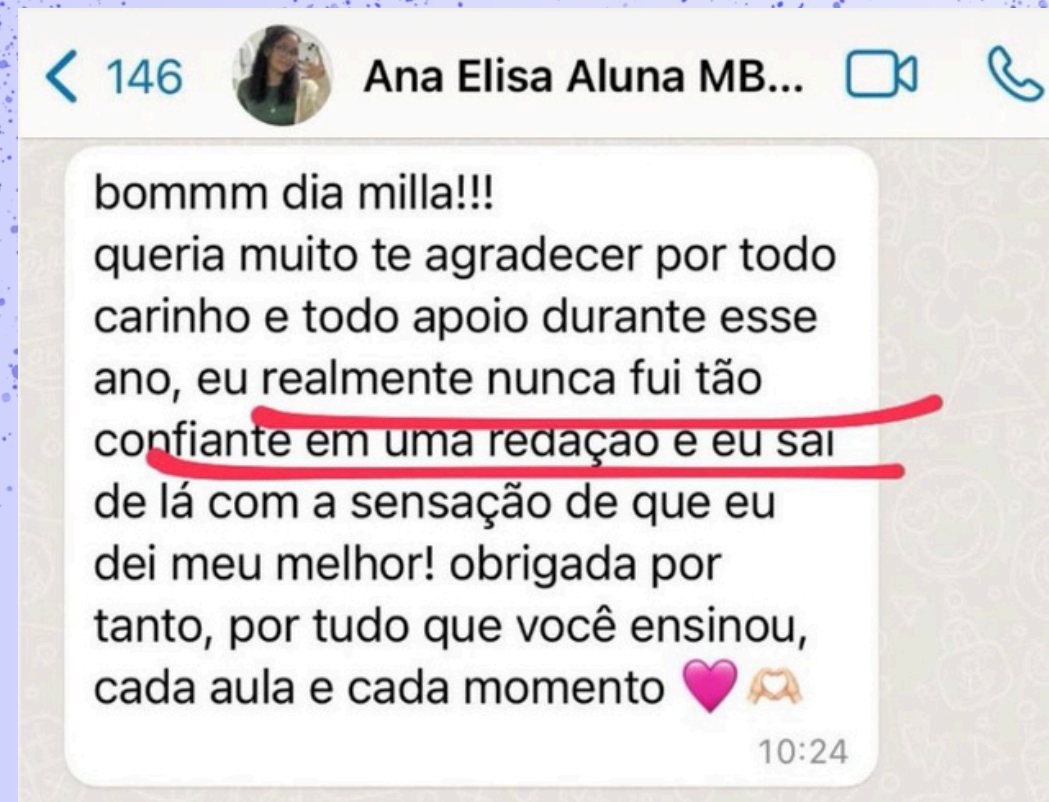 146 Ana Elisa Aluna MB...
bommm dia milla!!!
queria muito te agradecer por todo
carinho e todo apoio durante esse
ano, eu realmente nunca fui tão
confiante em uma redação e eu sai
de lá com a sensação de que eu
dei meu melhor! obrigada por
tanto, por tudo que você ensinou,
cada aula e cada momento 🩷🫶🏻
10:24